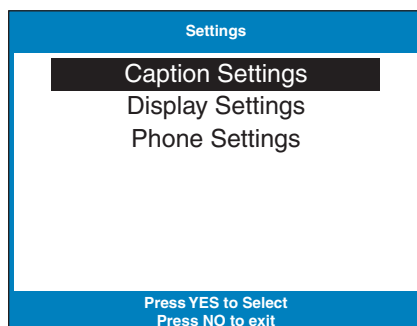 Settings
Caption Settings
Display Settings
Phone Settings
Press YES to Select
Press NO to exit